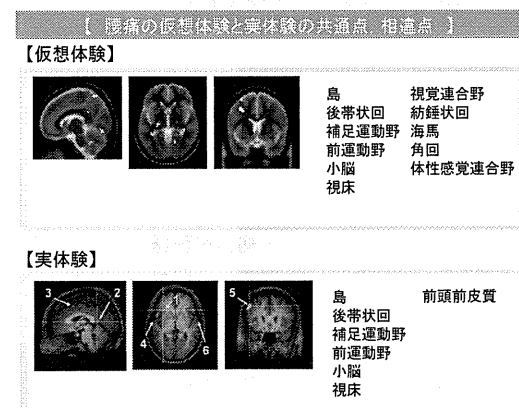 【 腰痛の仮想体験と実体験の共通点,相違点 】
【仮想体験】
島 視覚連合野
後帯状回 紡錘状回
補足運動野 海馬
前運動野 角回
小脳 体性感覚連合野
視床
【実体験】
3 2
1
4 6
5
島 前頭前皮質
後帯状回
補足運動野
前運動野
小脳
視床